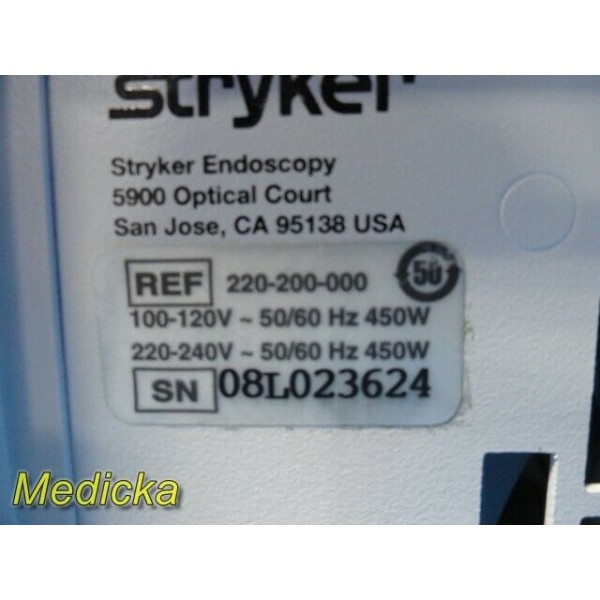 stryker
Stryker Endoscopy
5900 Optical Court
San Jose, CA 95138 USA
REF 220-200-000 50
100-120V ~ 50/60 Hz 450W
220-240V ~ 50/60 Hz 450W
SN 08L023624
Medicka